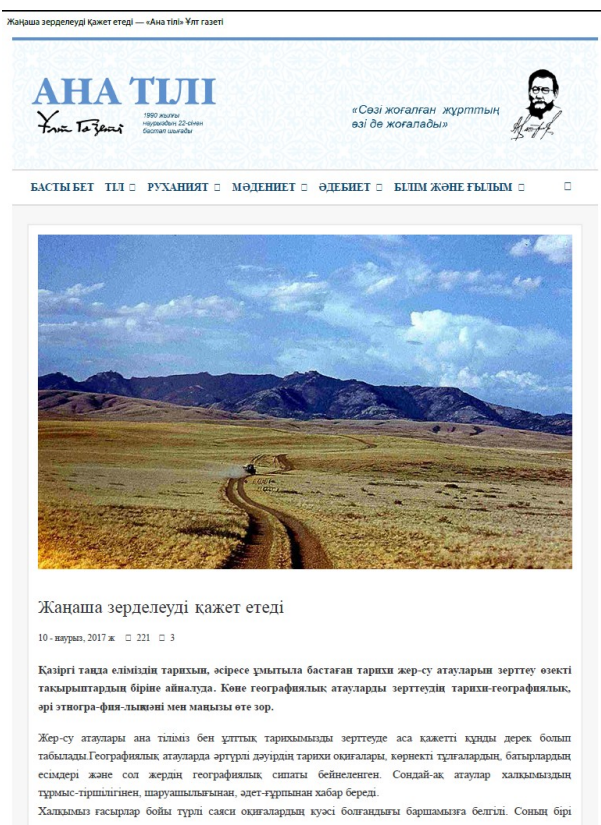 Жаңаша зерделеуді қажет етеді — «Ана тілі» Ұлт газеті
АНА ТІЛІ
Ұлт Газеті
1990 жылғы
наурыздың 22-сінен
бастап шығады
«Сөзі жоғалған жұрттың
өзі де жоғалады»
БАСТЫ БЕТ ТІЛ РУХАНИЯТ МӘДЕНИЕТ ӘДЕБИЕТ БІЛІМ ЖӘНЕ ҒЫЛЫМ
Жаңаша зерделеуді қажет етеді
10 - наурыз, 2017 ж 221 3
Қазіргі таңда еліміздің тарихын, әсіресе ұмытыла бастаған тарихи жер-су атауларын зерттеу өзекті
тақырыптардың біріне айналуда. Көне географиялық атауларды зерттеудің тарихи-географиялық,
әрі этногра-фия-лық мәні мен маңызы өте зор.
Жер-су атаулары ана тіліміз бен ұлттық тарихымызды зерттеуде аса қажетті құнды дерек болып
табылады.Географиялық атауларда әртүрлі дәуірдің тарихи оқиғалары, көрнекті тұлғалардың, батырлардың
есімдері және сол жердің географиялық сипаты бейнеленген. Сондай-ақ атаулар халқымыздың
тұрмыс-тіршілігінен, шаруашылығынан, әдет-ғұрпынан хабар береді.
Халқымыз ғасырлар бойы түрлі саяси оқиғалардың куәсі болғандығы баршамызға белгілі. Соның бірі